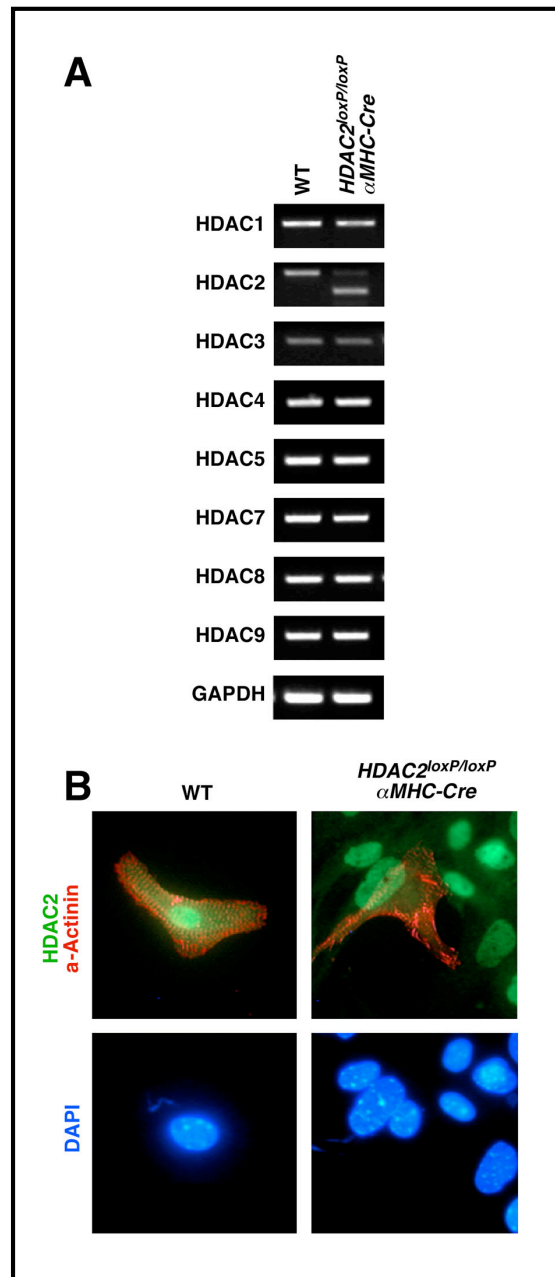 A
WT
HDAC2loxP/loxP
αMHC-Cre
HDAC1
HDAC2
HDAC3
HDAC4
HDAC5
HDAC7
HDAC8
HDAC9
GAPDH
B
WT
HDAC2loxP/loxP
αMHC-Cre
HDAC2
a-Actinin
DAPI